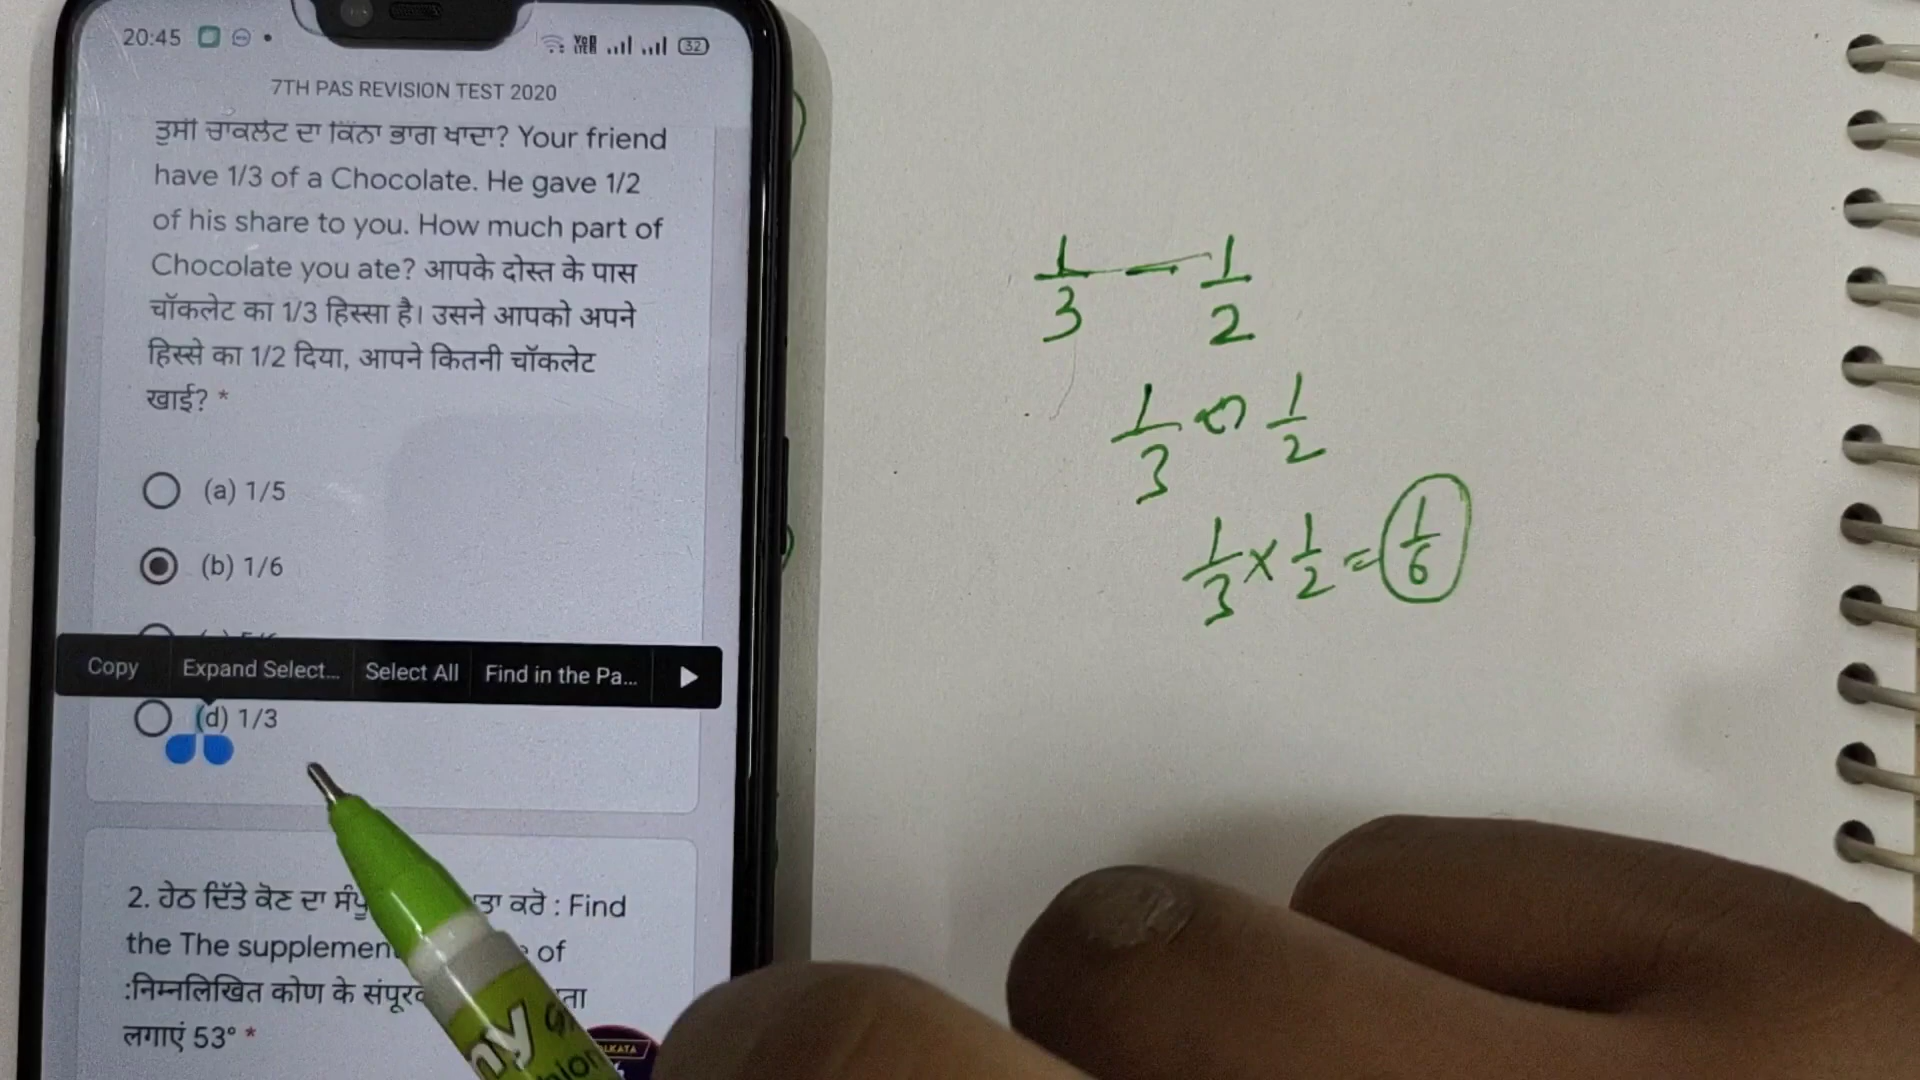 20:45
32
7TH PAS REVISION TEST 2020
ਤੁਸੀਂ ਚਾਕਲੇਟ ਦਾ ਕਿੰਨਾ ਭਾਗ ਖਾਦਾ? Your friend
have 1/3 of a Chocolate. He gave 1/2
of his share to you. How much part of
Chocolate you ate? आपके दोस्त के पास
चॉकलेट का 1/3 हिस्सा है। उसने आपको अपने
हिस्से का 1/2 दिया, आपने कितनी चॉकलेट
खाई? *
(a) 1/5
(b) 1/6
Copy Expand Select... Select All Find in the Pa...
(d) 1/3
2. ਹੇਠ ਦਿੱਤੇ ਕੋਣ ਦਾ ਕਰੋ : Find
the The of
:निम्नलिखित कोण के
लगाएं 53° *
1/3 - 1/2
1/3 1/2
1/3 × 1/2 = 1/6